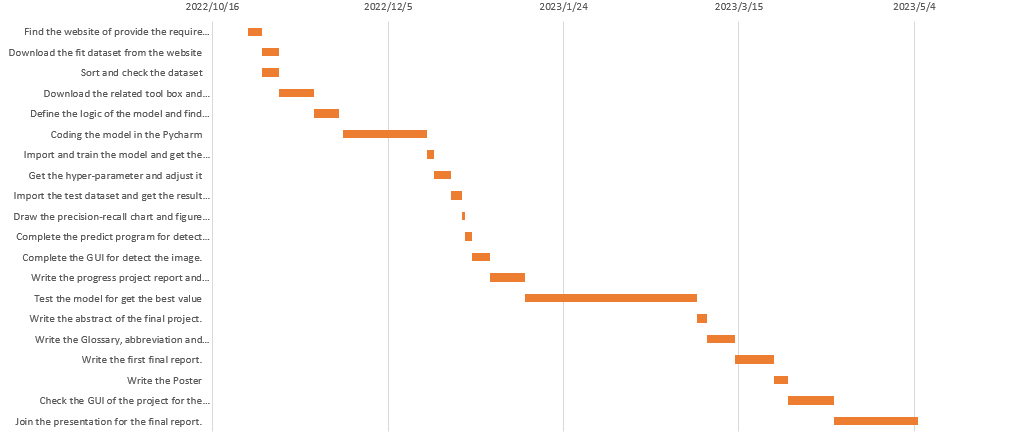 2022/10/16 2022/12/5 2023/1/24 2023/3/15 2023/5/4
Find the website of provide the require...
Download the fit dataset from the website
Sort and check the dataset
Download the related tool box and...
Define the logic of the model and find...
Coding the model in the Pycharm
Import and train the model and get the...
Get the hyper-parameter and adjust it
Import the test dataset and get the result...
Draw the precision-recall chart and figure...
Complete the predict program for detect...
Complete the GUI for detect the image.
Write the progress project report and...
Test the model for get the best value
Write the abstract of the final project.
Write the Glossary, abbreviation and...
Write the first final report.
Write the Poster
Check the GUI of the project for the...
Join the presentation for the final report.